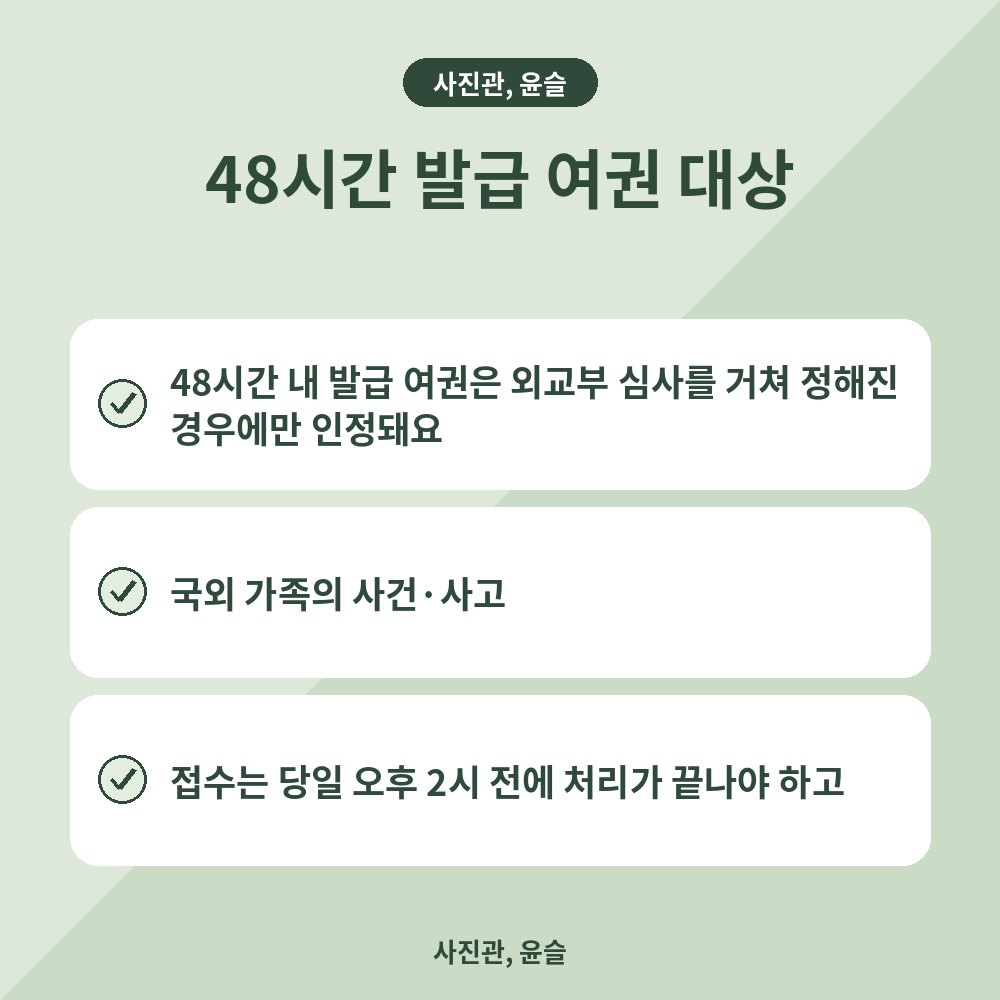 사진관, 윤슬
48시간 발급 여권 대상
48시간 내 발급 여권은 외교부 심사를 거쳐 정해진
경우에만 인정돼요
국외 가족의 사건·사고
접수는 당일 오후 2시 전에 처리가 끝나야 하고
사진관, 윤슬